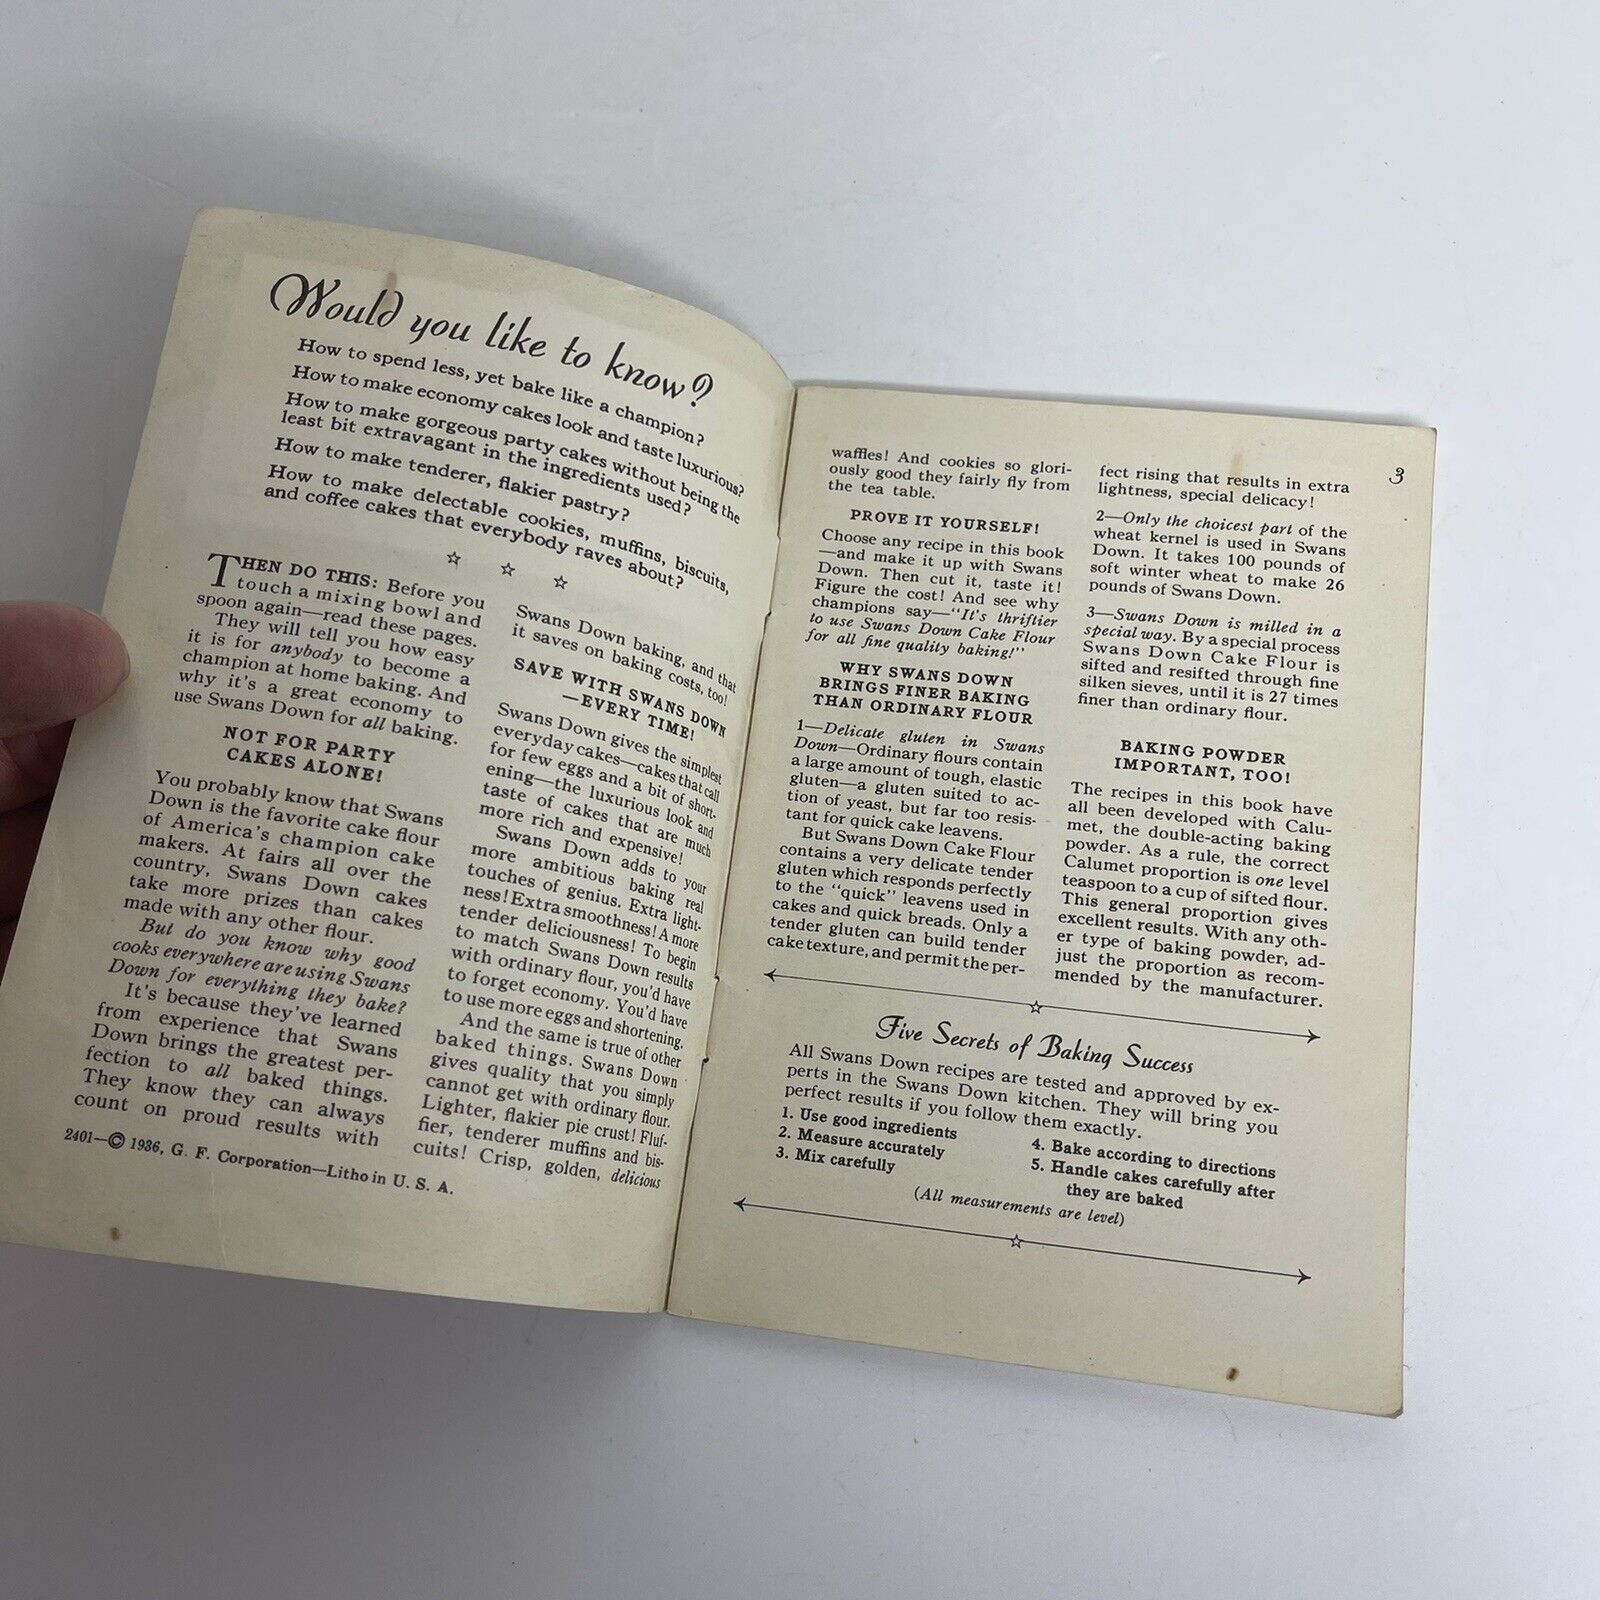 Would you like to know?
How to spend less, yet bake like a champion?
How to make economy cakes look and taste luxurious?
How to make gorgeous party cakes without being the
least bit extravagant in the ingredients used?
How to make tenderer, flakier pastry?
How to make delectable cookies, muffins, biscuits,
and coffee cakes that everybody raves about?
THEN DO THIS: Before you
touch a mixing bowl and
spoon again—read these pages.
They will tell you how easy
it is for anybody to become a
champion at home baking. And
why it's a great economy to
use Swans Down for all baking.
NOT FOR PARTY
CAKES ALONE!
You probably know that Swans
Down is the favorite cake flour
of America's champion cake
makers. At fairs all over the
country, Swans Down cakes
take more prizes than cakes
made with any other flour.
But do you know why good
cooks everywhere are using Swans
Down for everything they bake?
It's because they've learned
from experience that Swans
Down brings the greatest per-
fection to all baked things.
They know they can always
count on proud results with
2401—© 1936, G. F. Corporation—Litho in U. S. A.
Swans Down baking, and that
it saves on baking costs, too!
SAVE WITH SWANS DOWN
—EVERY TIME!
Swans Down gives the simplest
everyday cakes—cakes that call
for few eggs and a bit of short-
ening—the luxurious look and
taste of cakes that are much
more rich and expensive!
Swans Down adds to your
more ambitious baking real
touches of genius. Extra light-
ness! Extra smoothness! A more
tender deliciousness! To begin
to match Swans Down results
with ordinary flour, you'd have
to forget economy. You'd have
to use more eggs and shortening.
And the same is true of other
baked things. Swans Down
gives quality that you simply
cannot get with ordinary flour.
Lighter, flakier pie crust! Fluf-
fier, tenderer muffins and bis-
cuits! Crisp, golden, delicious
3
waffles! And cookies so glori-
ously good they fairly fly from
the tea table.
PROVE IT YOURSELF!
Choose any recipe in this book
—and make it up with Swans
Down. Then cut it, taste it!
Figure the cost! And see why
champions say—"It's thriftier
to use Swans Down Cake Flour
for all fine quality baking!"
WHY SWANS DOWN
BRINGS FINER BAKING
THAN ORDINARY FLOUR
1—Delicate gluten in Swans
Down—Ordinary flours contain
a large amount of tough, elastic
gluten—a gluten suited to ac-
tion of yeast, but far too resis-
tant for quick cake leavens.
But Swans Down Cake Flour
contains a very delicate tender
gluten which responds perfectly
to the "quick" leavens used in
cakes and quick breads. Only a
tender gluten can build tender
cake texture, and permit the per-
fect rising that results in extra
lightness, special delicacy!
2—Only the choicest part of the
wheat kernel is used in Swans
Down. It takes 100 pounds of
soft winter wheat to make 26
pounds of Swans Down.
3—Swans Down is milled in a
special way. By a special process
Swans Down Cake Flour is
sifted and resifted through fine
silken sieves, until it is 27 times
finer than ordinary flour.
BAKING POWDER
IMPORTANT, TOO!
The recipes in this book have
all been developed with Calu-
met, the double-acting baking
powder. As a rule, the correct
Calumet proportion is one level
teaspoon to a cup of sifted flour.
This general proportion gives
excellent results. With any oth-
er type of baking powder, ad-
just the proportion as recom-
mended by the manufacturer.
Five Secrets of Baking Success
All Swans Down recipes are tested and approved by ex-
perts in the Swans Down kitchen. They will bring you
perfect results if you follow them exactly.
1. Use good ingredients
2. Measure accurately
3. Mix carefully
4. Bake according to directions
5. Handle cakes carefully after
they are baked
(All measurements are level)